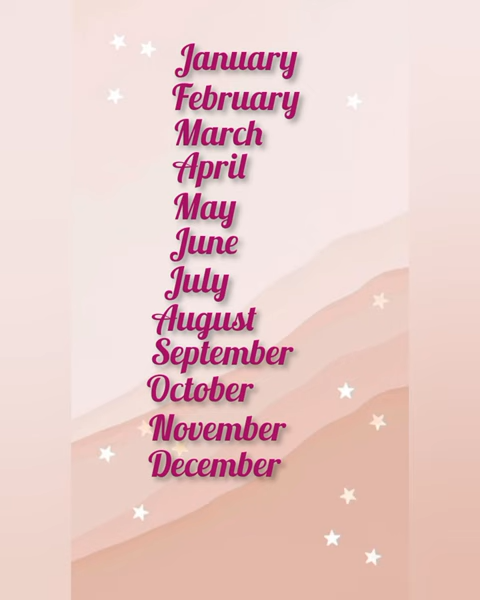 January
February
March
April
May
June
July
August
September
October
November
December